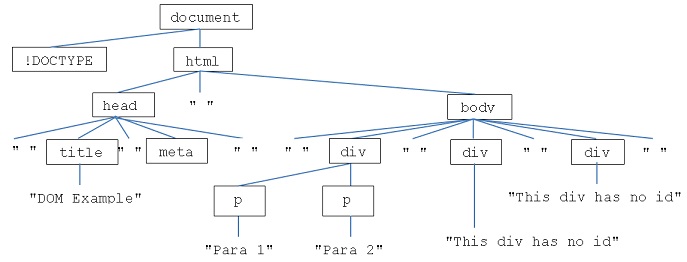 document
!DOCTYPE
html
head
" "
body
" "
title
" "
meta
" "
" "
div
" "
div
" "
div
" "
"DOM Example"
p
p
"This div has no id"
"Para 1"
"Para 2"
"This div has no id"